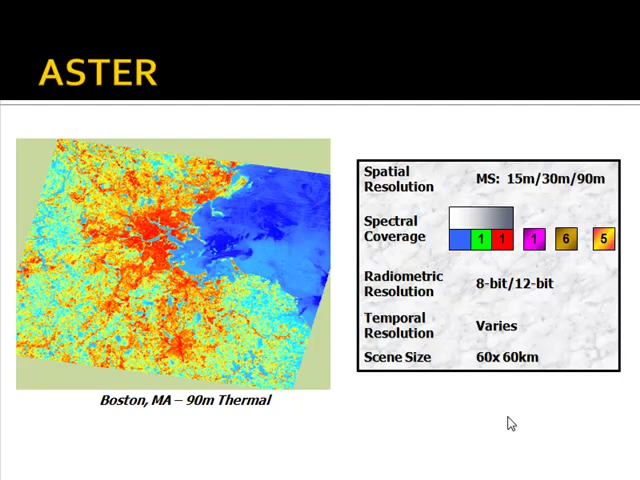 ASTER
Spatial
Resolution
MS: 15m/30m/90m
Spectral
Coverage
1 1 1 6 5
Radiometric
Resolution
8-bit/12-bit
Temporal
Resolution
Varies
Scene Size
60x 60km
Boston, MA – 90m Thermal